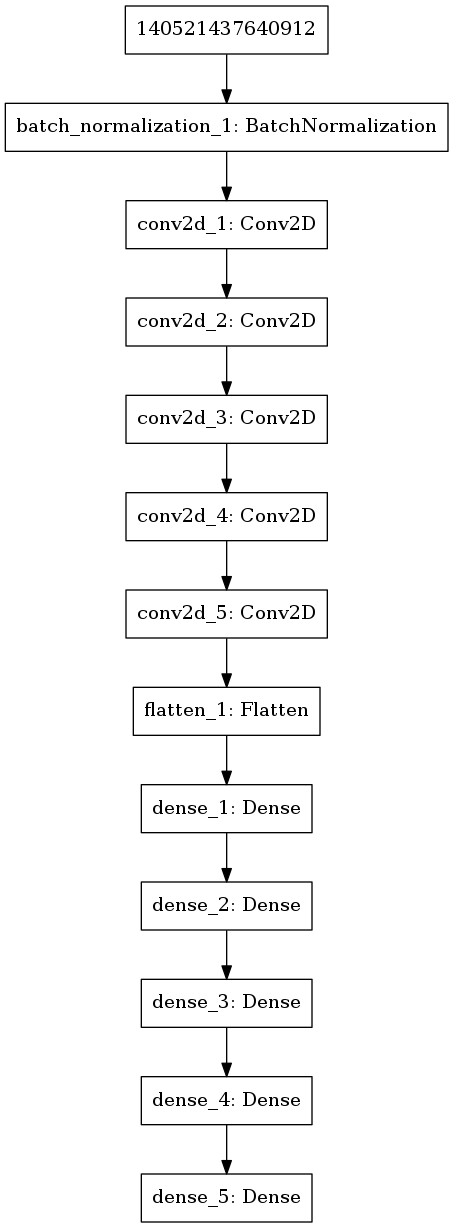 140521437640912
batch_normalization_1: BatchNormalization
conv2d_1: Conv2D
conv2d_2: Conv2D
conv2d_3: Conv2D
conv2d_4: Conv2D
conv2d_5: Conv2D
flatten_1: Flatten
dense_1: Dense
dense_2: Dense
dense_3: Dense
dense_4: Dense
dense_5: Dense